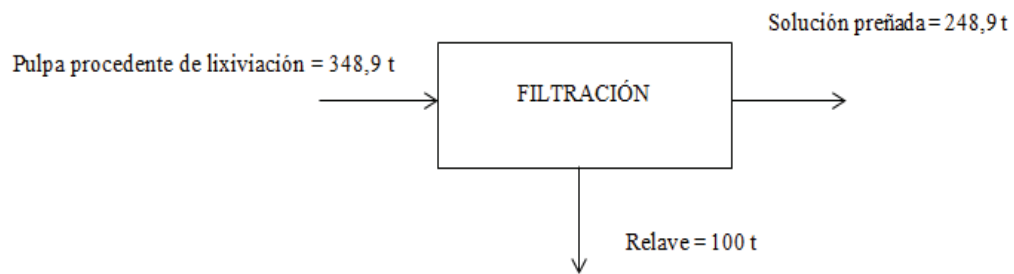 Solución preñada = 248,9 t
Pulpa procedente de lixiviación = 348,9 t
FILTRACIÓN
Relave = 100 t